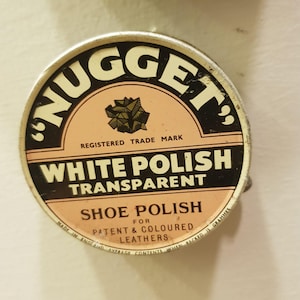 "NUGGET"
REGISTERED TRADE MARK
WHITE POLISH
TRANSPARENT
SHOE POLISH
FOR
PATENT & COLOURED
LEATHERS